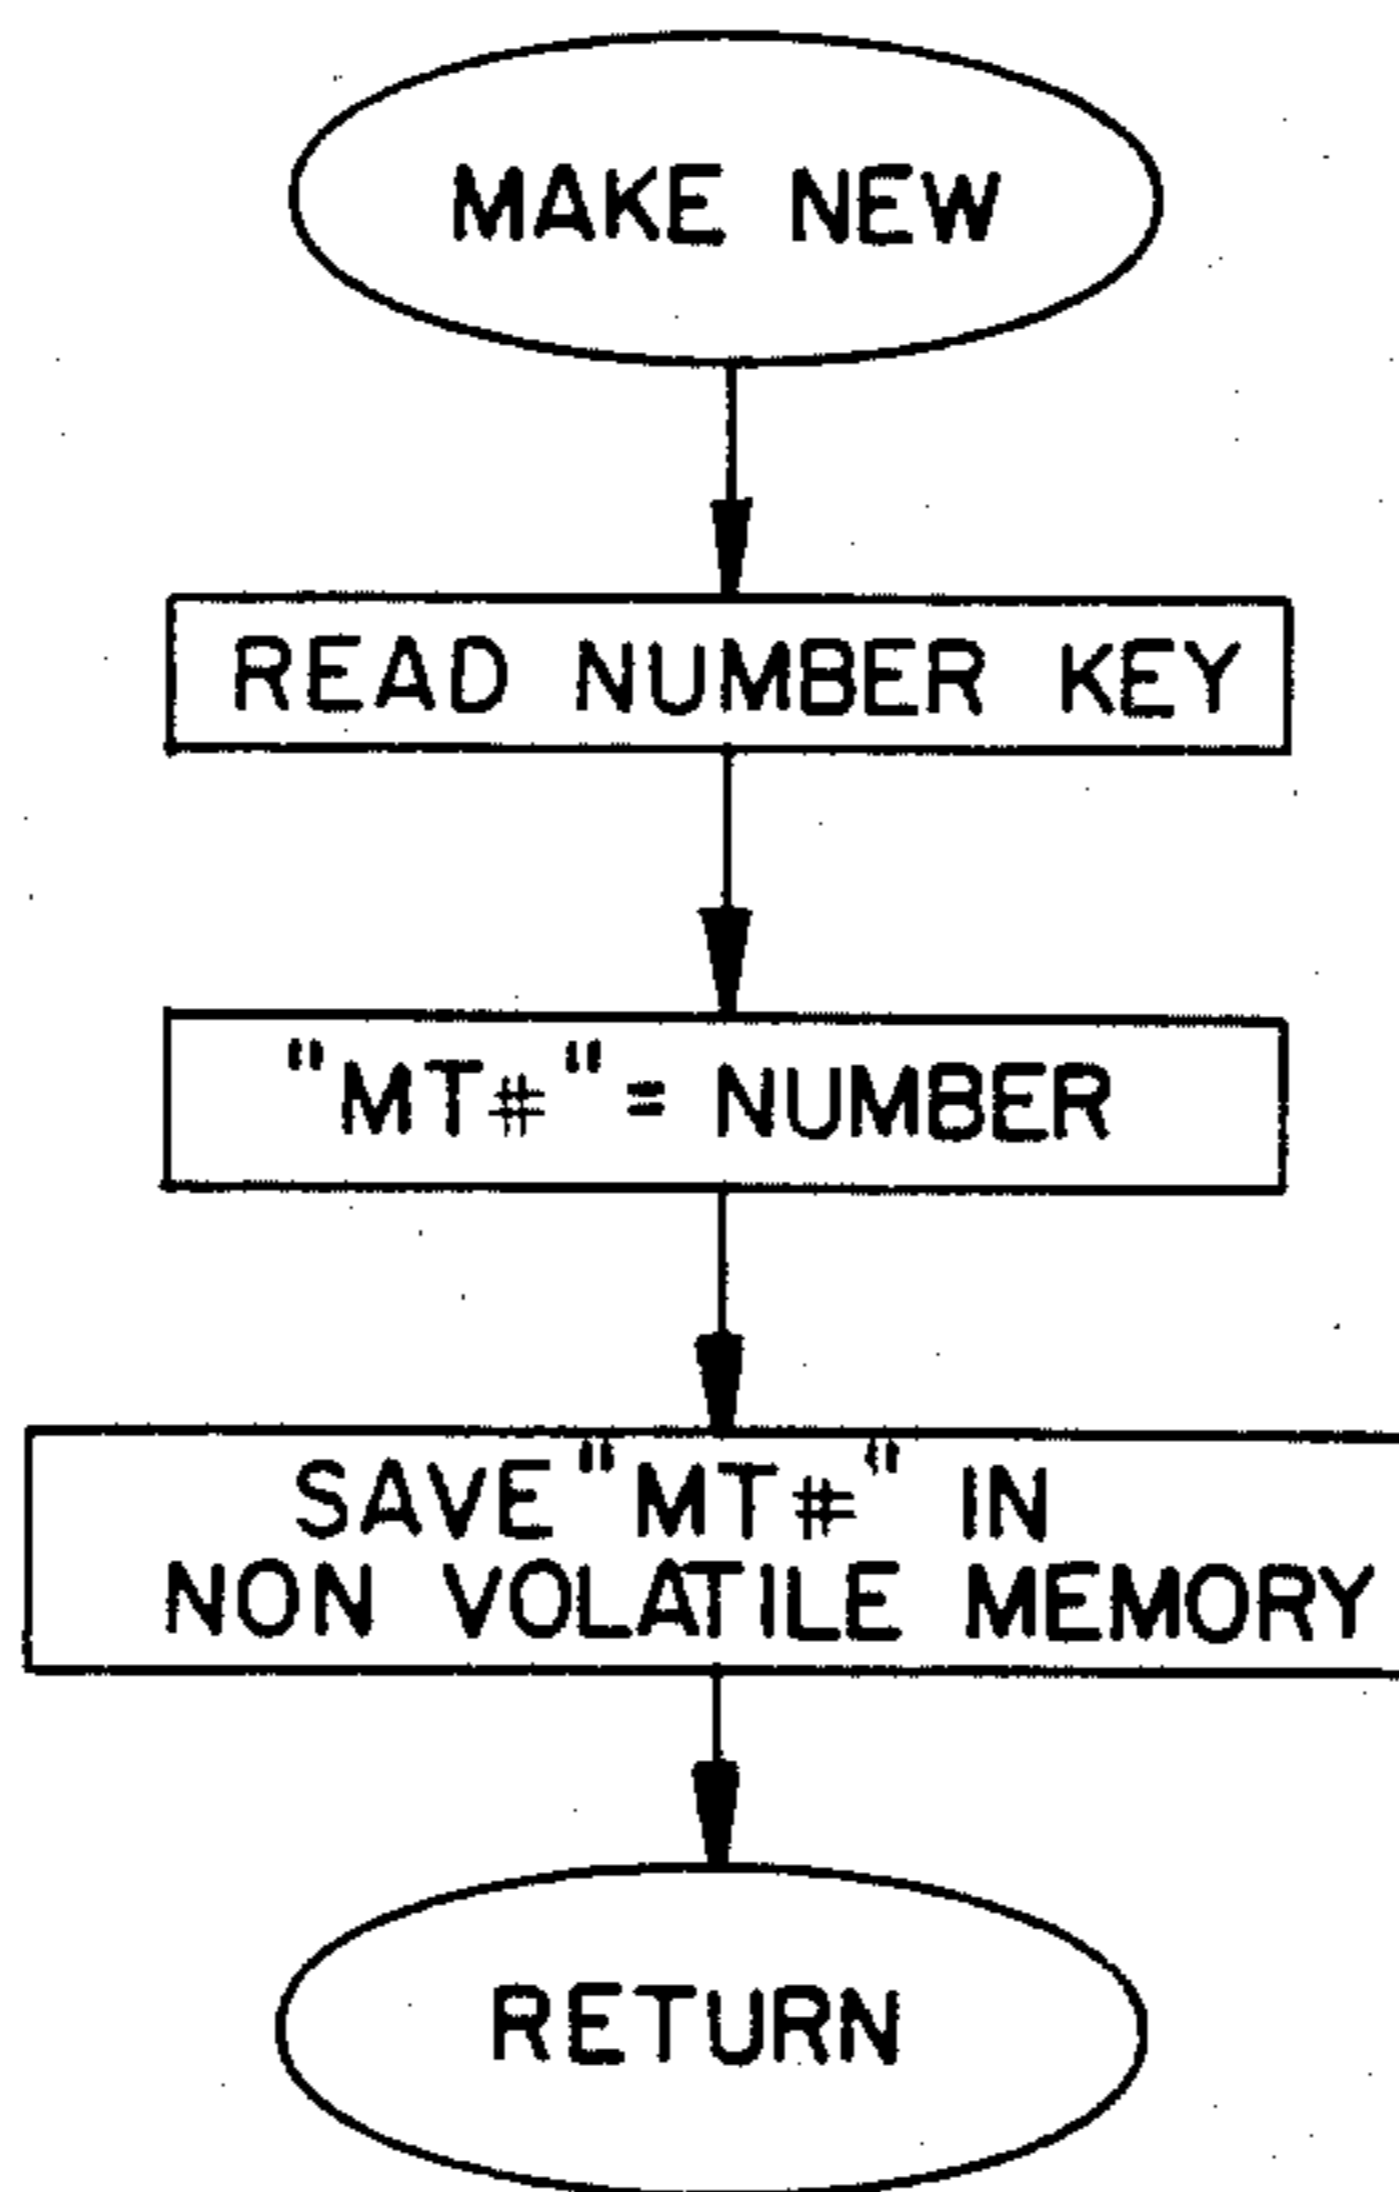 MAKE NEW
READ NUMBER KEY
"MT#" = NUMBER
SAVE "MT#" IN
NON VOLATILE MEMORY
RETURN